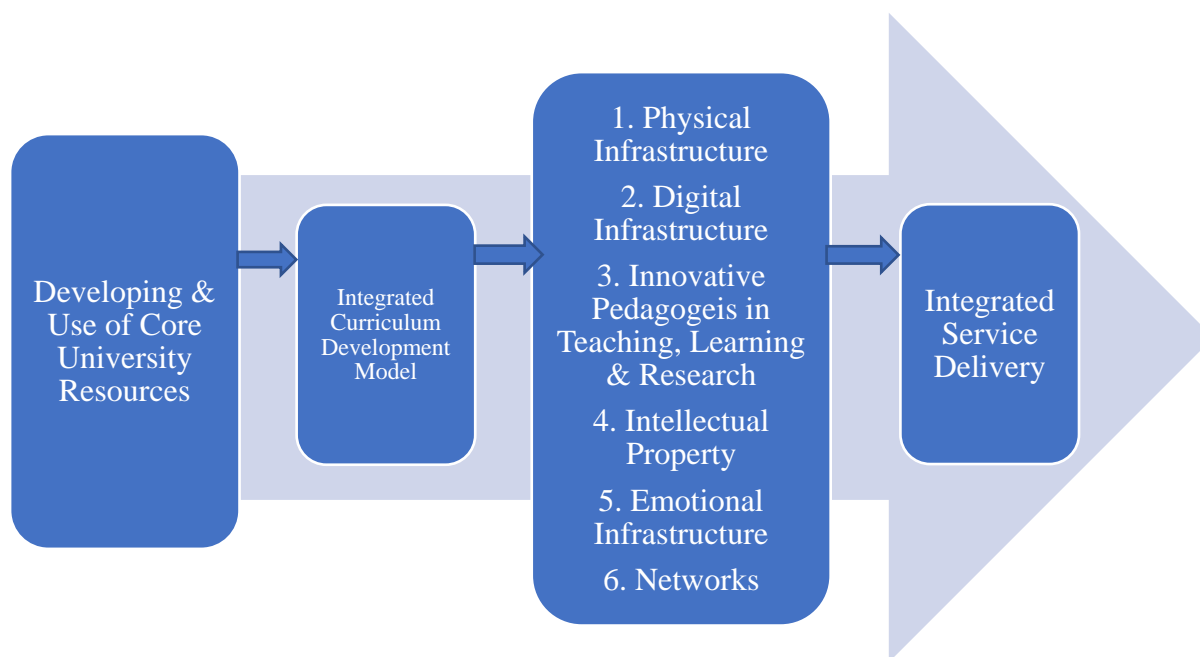 Developing &
Use of Core
University
Resources
Integrated
Curriculum
Development
Model
1. Physical
Infrastructure
2. Digital
Infrastructure
3. Innovative
Pedagogeis in
Teaching, Learning
& Research
4. Intellectual
Property
5. Emotional
Infrastructure
6. Networks
Integrated
Service
Delivery